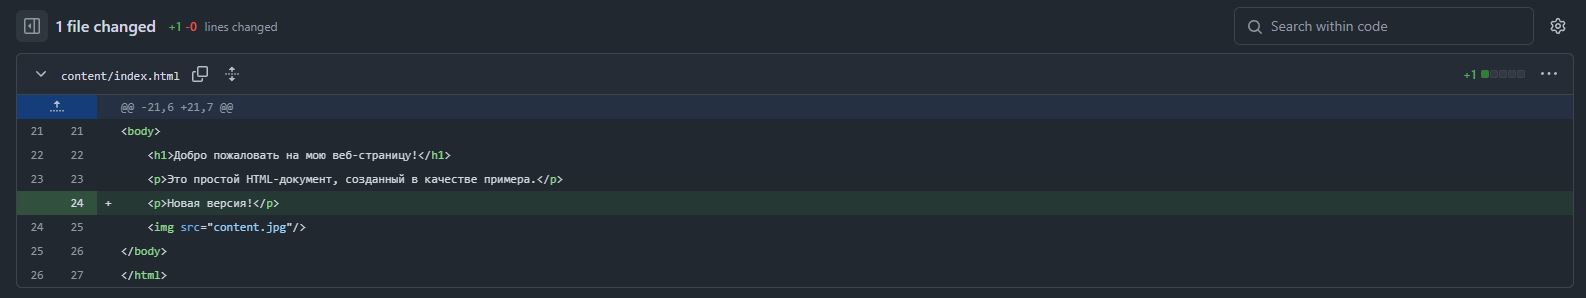 1 file changed +1 -0 lines changed Search within code
content/index.html +1
@@ -21,6 +21,7 @@
21 21 <body>
22 22 <h1>Добро пожаловать на мою веб-страницу!</h1>
23 23 <p>Это простой HTML-документ, созданный в качестве примера.</p>
24 + <p>Новая версия!</p>
24 25 <img src="content.jpg"/>
25 26 </body>
26 27 </html>